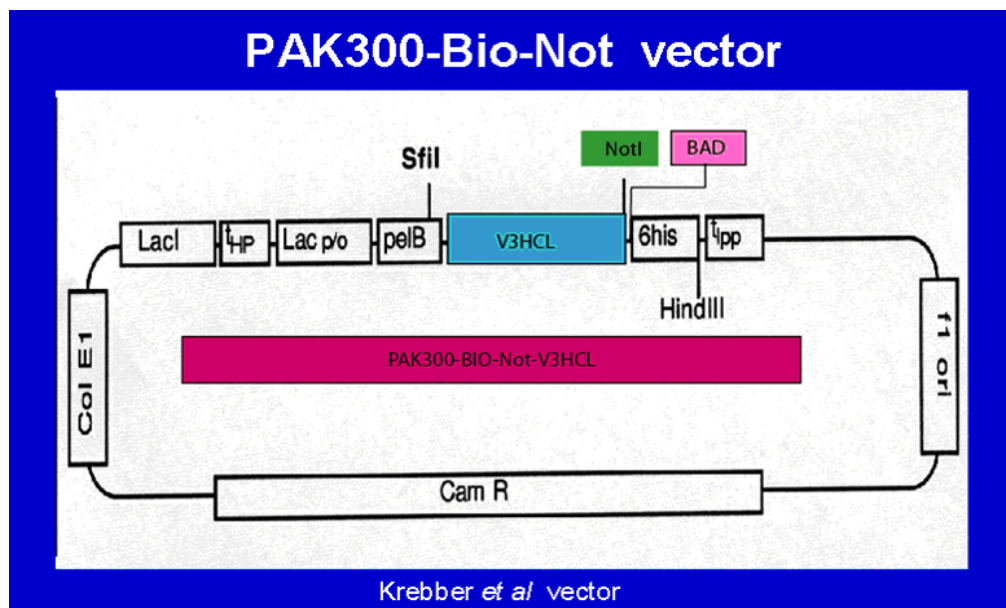 PAK300-Bio-Not vector
NotI BAD
SfiI
LacI tHP Lac p/o pelB V3HCL 6his tlpp
HindIII
PAK300-BIO-Not-V3HCL
Col E1
f1 ori
Cam R
Krebber et al vector